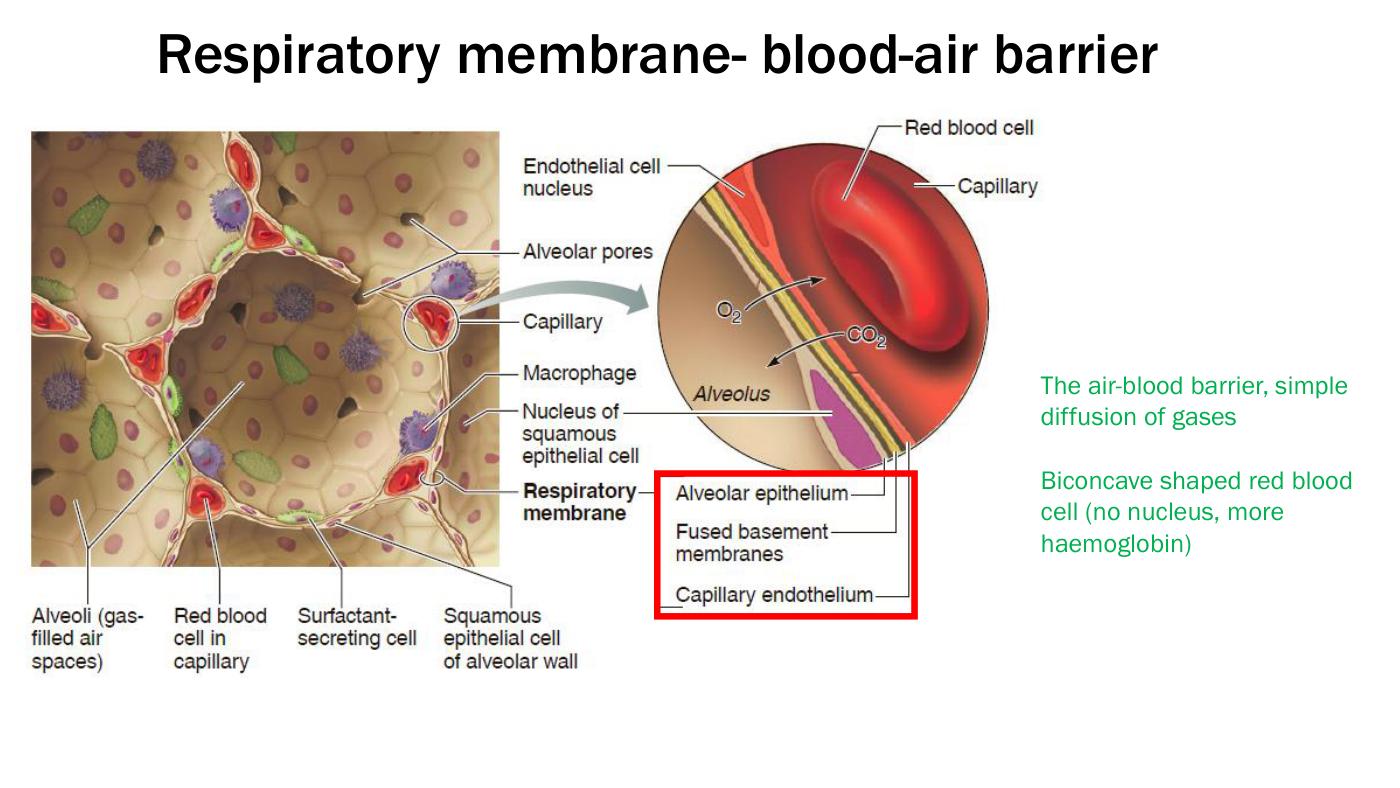 Respiratory membrane- blood-air barrier
Red blood cell
Endothelial cell
nucleus
Capillary
Alveolar pores
O2
Capillary
CO2
Macrophage
Alveolus
Nucleus of
squamous
epithelial cell
Respiratory
membrane
Alveolar epithelium
Fused basement
membranes
Capillary endothelium
The air-blood barrier, simple
diffusion of gases
Biconcave shaped red blood
cell (no nucleus, more
haemoglobin)
Alveoli (gas-
filled air
spaces)
Red blood
cell in
capillary
Surfactant-
secreting cell
Squamous
epithelial cell
of alveolar wall